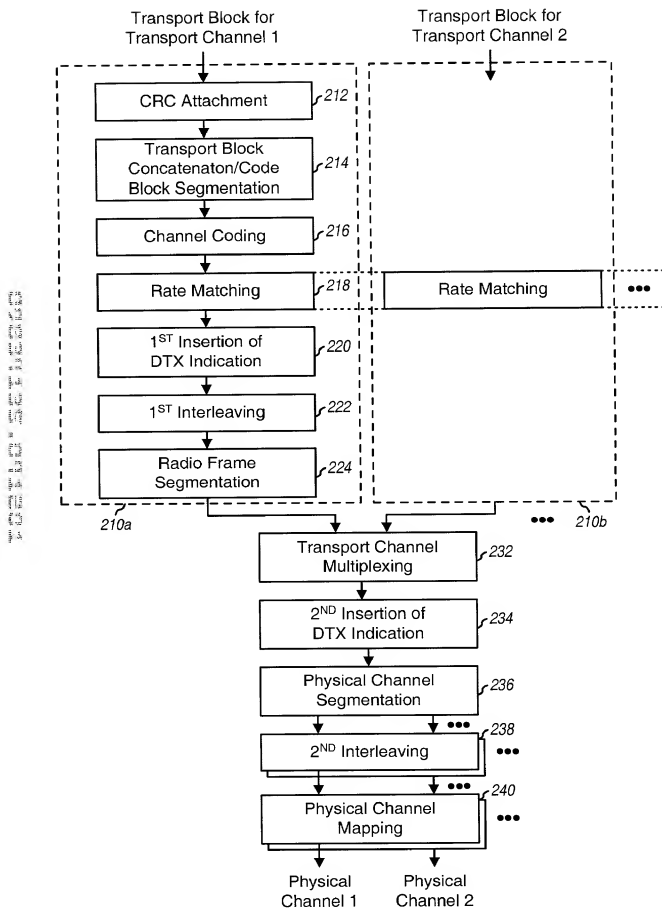 Transport Block for
Transport Channel 1
Transport Block for
Transport Channel 2
CRC Attachment
212
Transport Block
Concatenaton/Code
Block Segmentation
214
Channel Coding
216
Rate Matching
218
Rate Matching
1ST Insertion of
DTX Indication
220
1ST Interleaving
222
Radio Frame
Segmentation
224
210a
210b
Transport Channel
Multiplexing
232
2ND Insertion of
DTX Indication
234
Physical Channel
Segmentation
236
2ND Interleaving
238
Physical Channel
Mapping
240
Physical
Channel 1
Physical
Channel 2